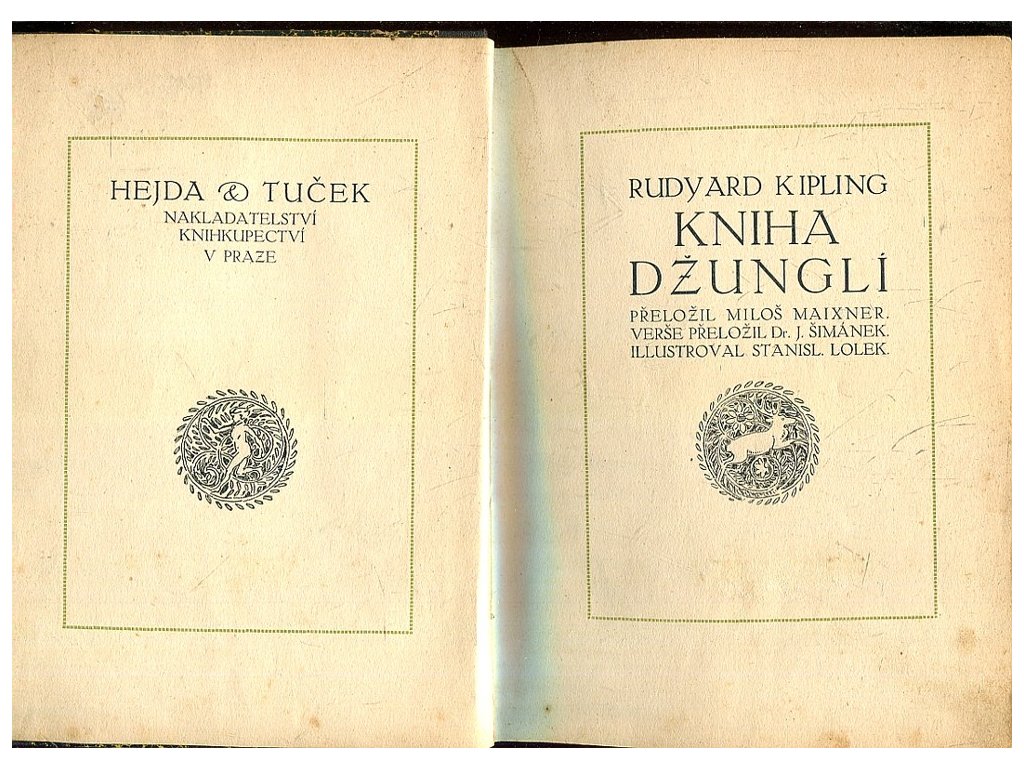 HEJDA & TUČEK
NAKLADATELSTVÍ
KNIHKUPECTVÍ
V PRAZE
RUDYARD KIPLING
KNIHA
DŽUNGLÍ
PŘELOŽIL MILOŠ MAIXNER.
VERŠE PŘELOŽIL Dr. J. ŠIMÁNEK.
ILLUSTROVAL STANISL. LOLEK.